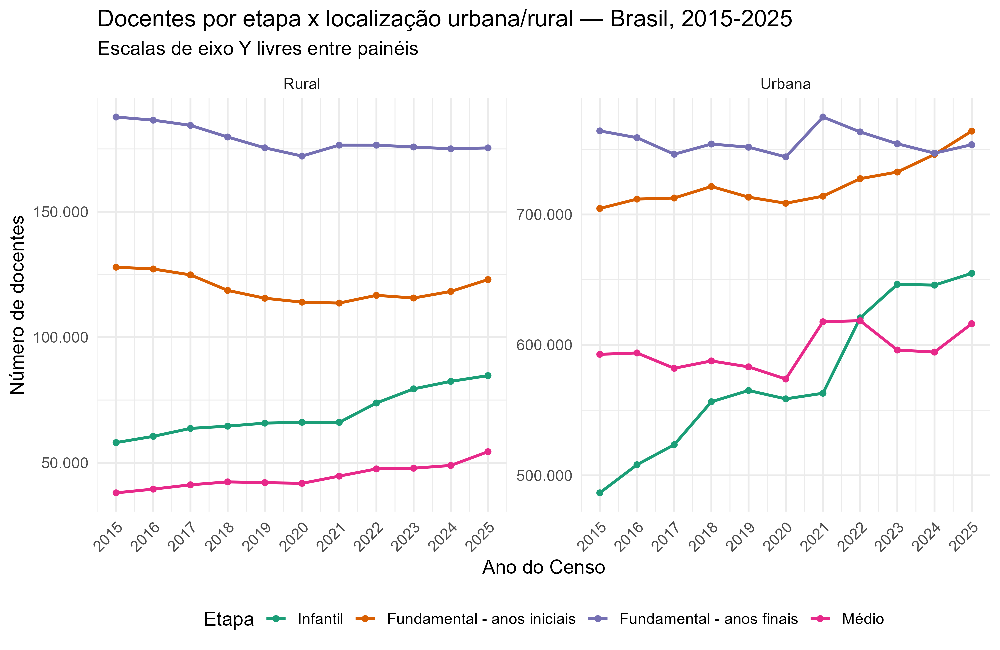 Docentes por etapa x localização urbana/rural — Brasil, 2015-2025
Escalas de eixo Y livres entre painéis
Rural
Urbana
Número de docentes
150.000
100.000
50.000
700.000
600.000
500.000
2015 2016 2017 2018 2019 2020 2021 2022 2023 2024 2025
2015 2016 2017 2018 2019 2020 2021 2022 2023 2024 2025
Ano do Censo
Etapa Infantil Fundamental - anos iniciais Fundamental - anos finais Médio